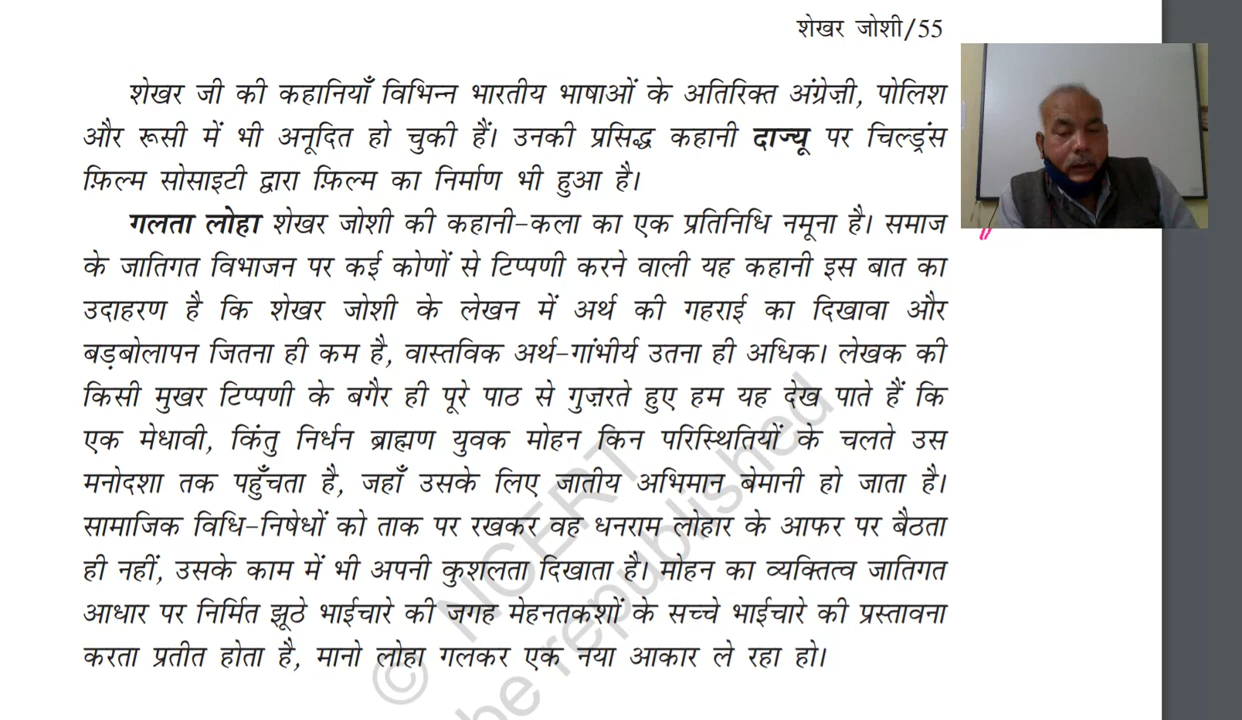 शेखर जोशी/55
शेखर जी की कहानियाँ विभिन्न भारतीय भाषाओं के अतिरिक्त अंग्रेज़ी, पोलिश
और रूसी में भी अनूदित हो चुकी हैं। उनकी प्रसिद्ध कहानी दाज्यू पर चिल्ड्रंस
फ़िल्म सोसाइटी द्वारा फ़िल्म का निर्माण भी हुआ है।
गलता लोहा शेखर जोशी की कहानी-कला का एक प्रतिनिधि नमूना है। समाज
के जातिगत विभाजन पर कई कोणों से टिप्पणी करने वाली यह कहानी इस बात का
उदाहरण है कि शेखर जोशी के लेखन में अर्थ की गहराई का दिखावा और
बड़बोलापन जितना ही कम है, वास्तविक अर्थ-गांभीर्य उतना ही अधिक। लेखक की
किसी मुखर टिप्पणी के बगैर ही पूरे पाठ से गुज़रते हुए हम यह देख पाते हैं कि
एक मेधावी, किंतु निर्धन ब्राह्मण युवक मोहन किन परिस्थितियों के चलते उस
मनोदशा तक पहुँचता है, जहाँ उसके लिए जातीय अभिमान बेमानी हो जाता है।
सामाजिक विधि-निषेधों को ताक पर रखकर वह धनराम लोहार के आफर पर बैठता
ही नहीं, उसके काम में भी अपनी कुशलता दिखाता है। मोहन का व्यक्तित्व जातिगत
आधार पर निर्मित झूठे भाईचारे की जगह मेहनतकशों के सच्चे भाईचारे की प्रस्तावना
करता प्रतीत होता है, मानो लोहा गलकर एक नया आकार ले रहा हो।
© NCERT
be republished